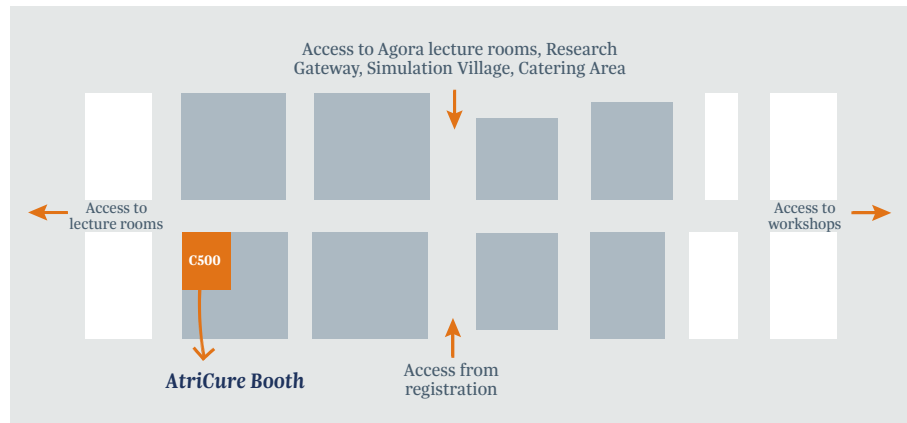 Access to Agora lecture rooms, Research
Gateway, Simulation Village, Catering Area
Access to
lecture rooms
Access to
workshops
C500
AtriCure Booth
Access from
registration